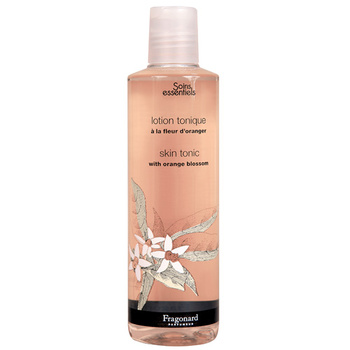 Soins
essentiels
lotion tonique
à la fleur d'oranger
skin tonic
with orange blossom
Fragonard
PARFUMEUR